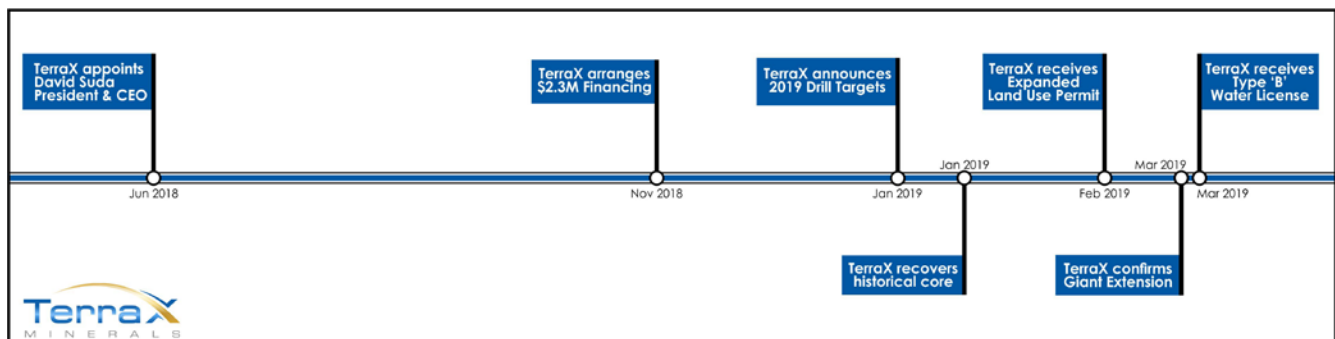 TerraX appoints
David Suda
President & CEO
Jun 2018
TerraX arranges
$2.3M Financing
Nov 2018
TerraX announces
2019 Drill Targets
Jan 2019
Jan 2019
TerraX recovers
historical core
TerraX receives
Expanded
Land Use Permit
Feb 2019
Mar 2019
TerraX confirms
Giant Extension
TerraX receives
Type ‘B’
Water License
Mar 2019
TerraX
MINERALS